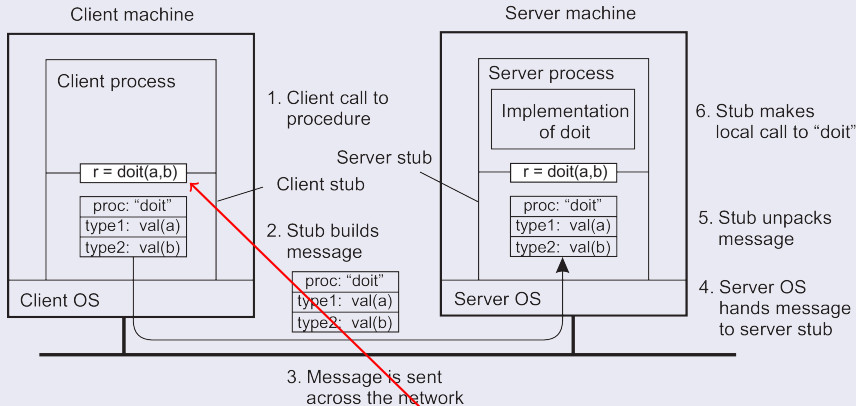 Client machine
Server machine
Client process
Server process
1. Client call to
procedure
Implementation
of doit
6. Stub makes
local call to “doit”
Server stub
r = doit(a,b)
r = doit(a,b)
Client stub
proc: “doit”
type1: val(a)
type2: val(b)
proc: “doit”
type1: val(a)
type2: val(b)
2. Stub builds
message
5. Stub unpacks
message
proc: “doit”
type1: val(a)
type2: val(b)
Client OS
Server OS
4. Server OS
hands message
to server stub
3. Message is sent
across the network